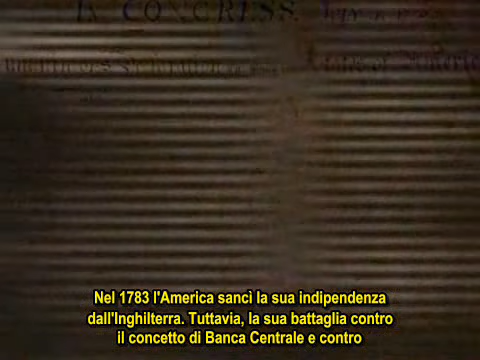 IN CONGRESS.
Nel 1783 l'America sancì la sua indipendenza
dall'Inghilterra. Tuttavia, la sua battaglia contro
il concetto di Banca Centrale e contro